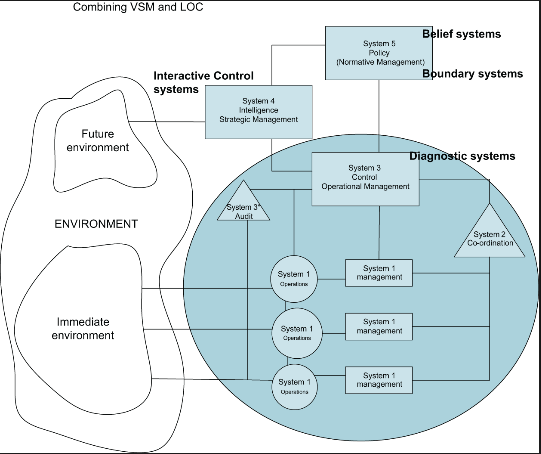 Combining VSM and LOC
Belief systems
System 5
Policy
(Normative Management)
Boundary systems
Interactive Control
systems
System 4
Intelligence
Strategic Management
Future
environment
Diagnostic systems
System 3
Control
Operational Management
System 3*
Audit
System 2
Co-ordination
ENVIRONMENT
System 1
Operations
System 1
management
Immediate
environment
System 1
Operations
System 1
management
System 1
Operations
System 1
management